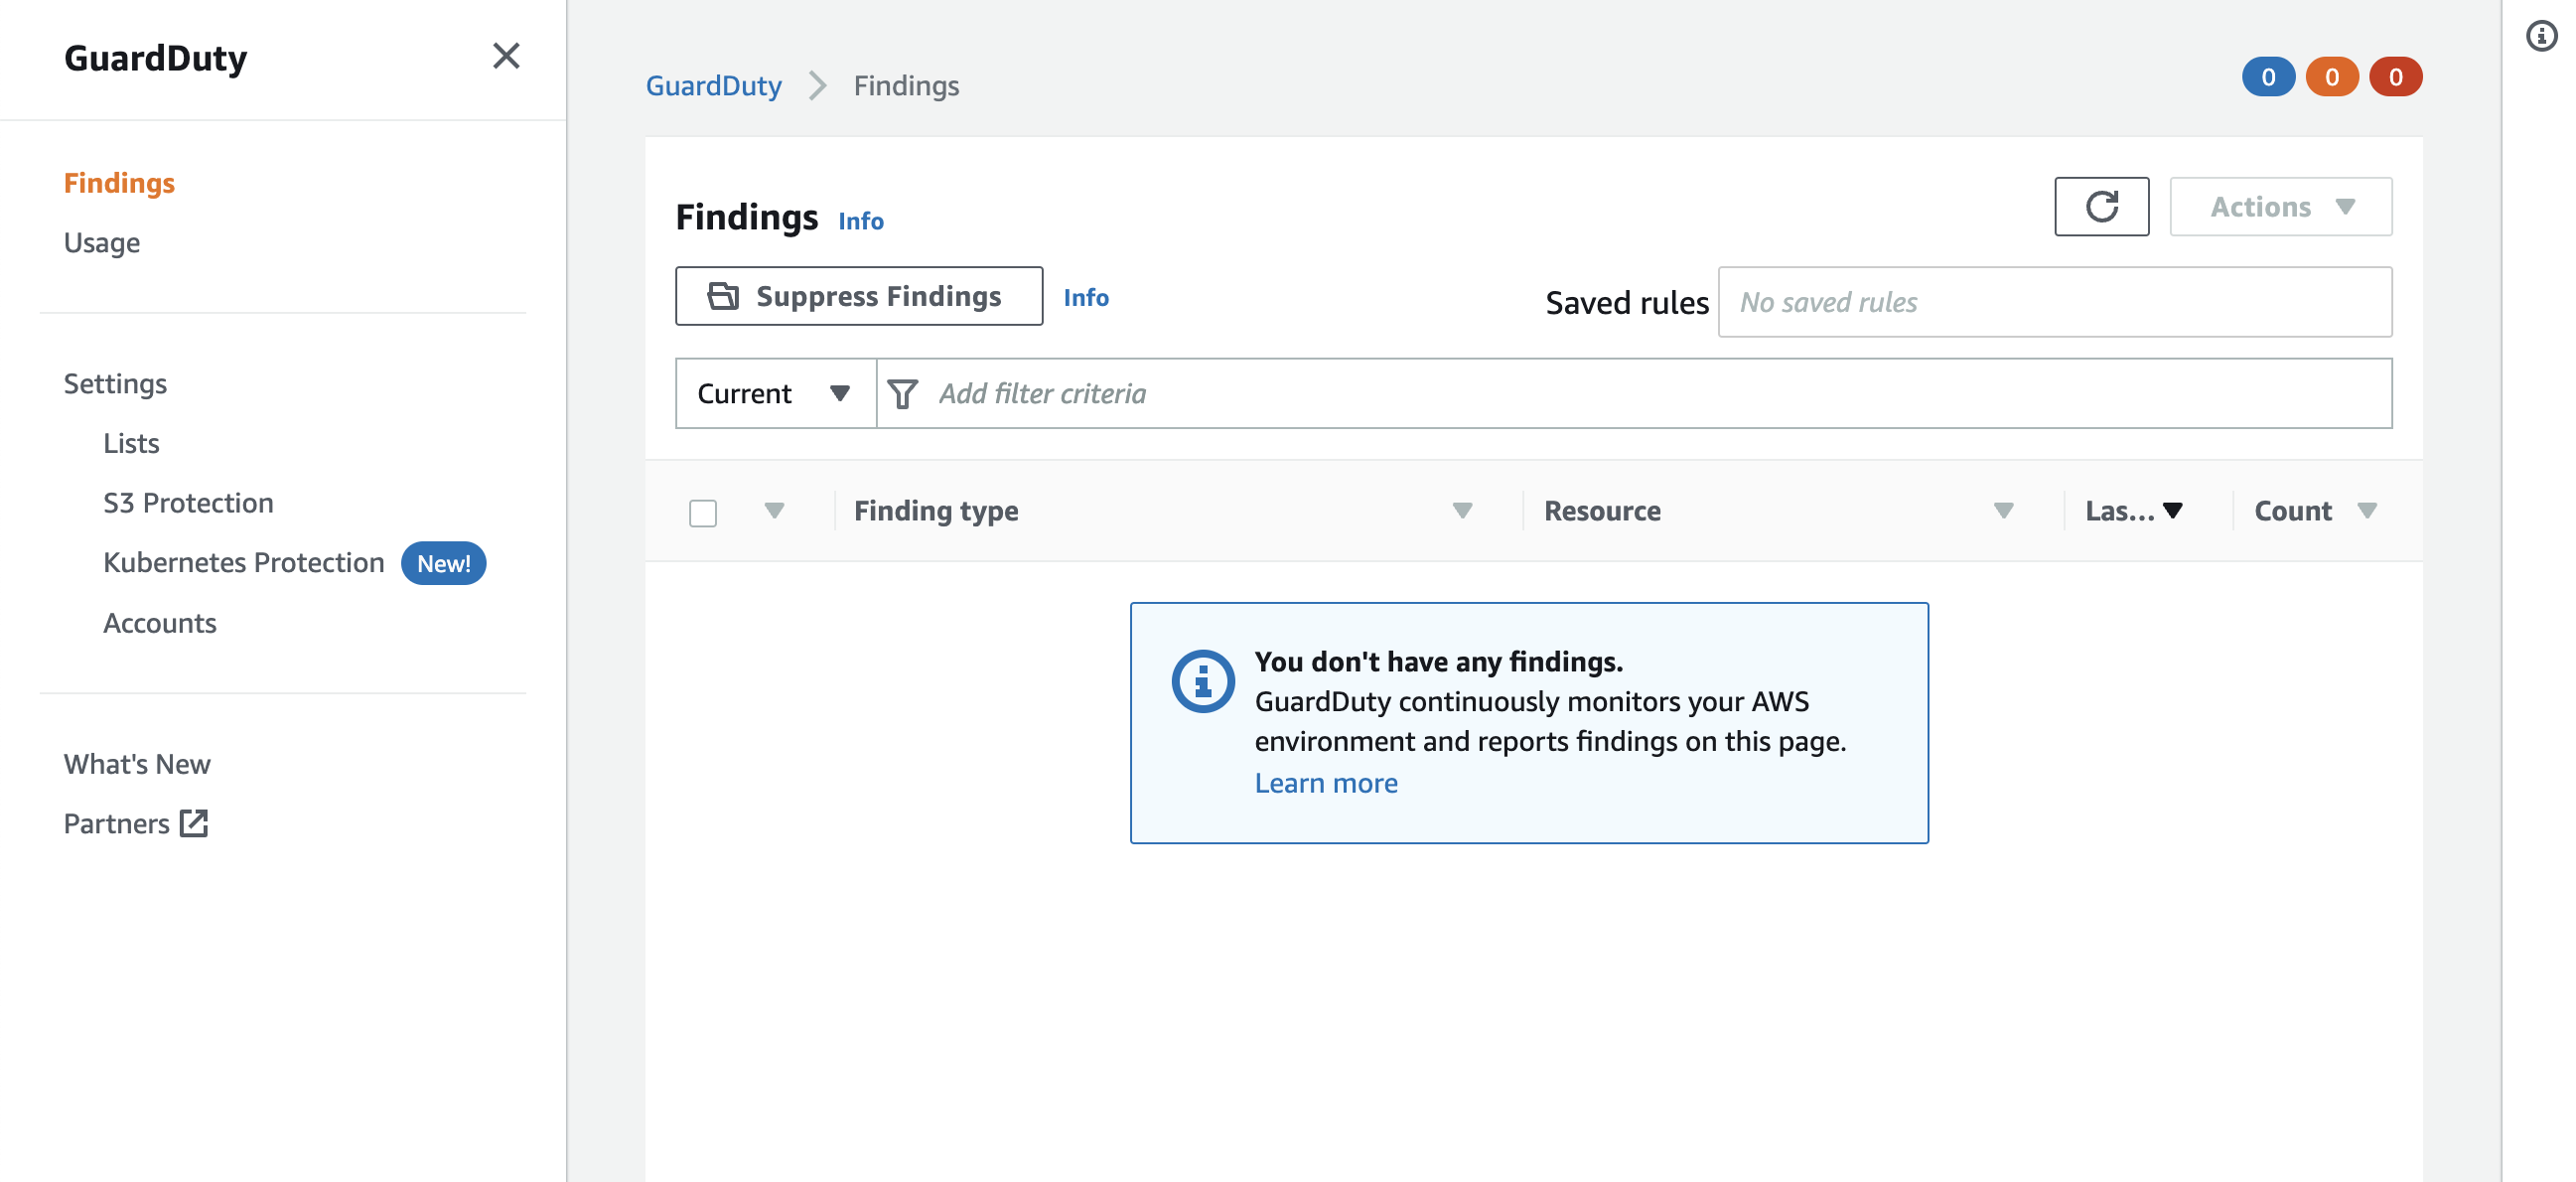 GuardDuty
Findings
Usage
Settings
Lists
S3 Protection
Kubernetes Protection New!
Accounts
What's New
Partners
GuardDuty Findings
0 0 0
Findings Info
Actions
Suppress Findings Info
Saved rules No saved rules
Current Add filter criteria
Finding type Resource Las... Count
You don't have any findings.
GuardDuty continuously monitors your AWS
environment and reports findings on this page.
Learn more